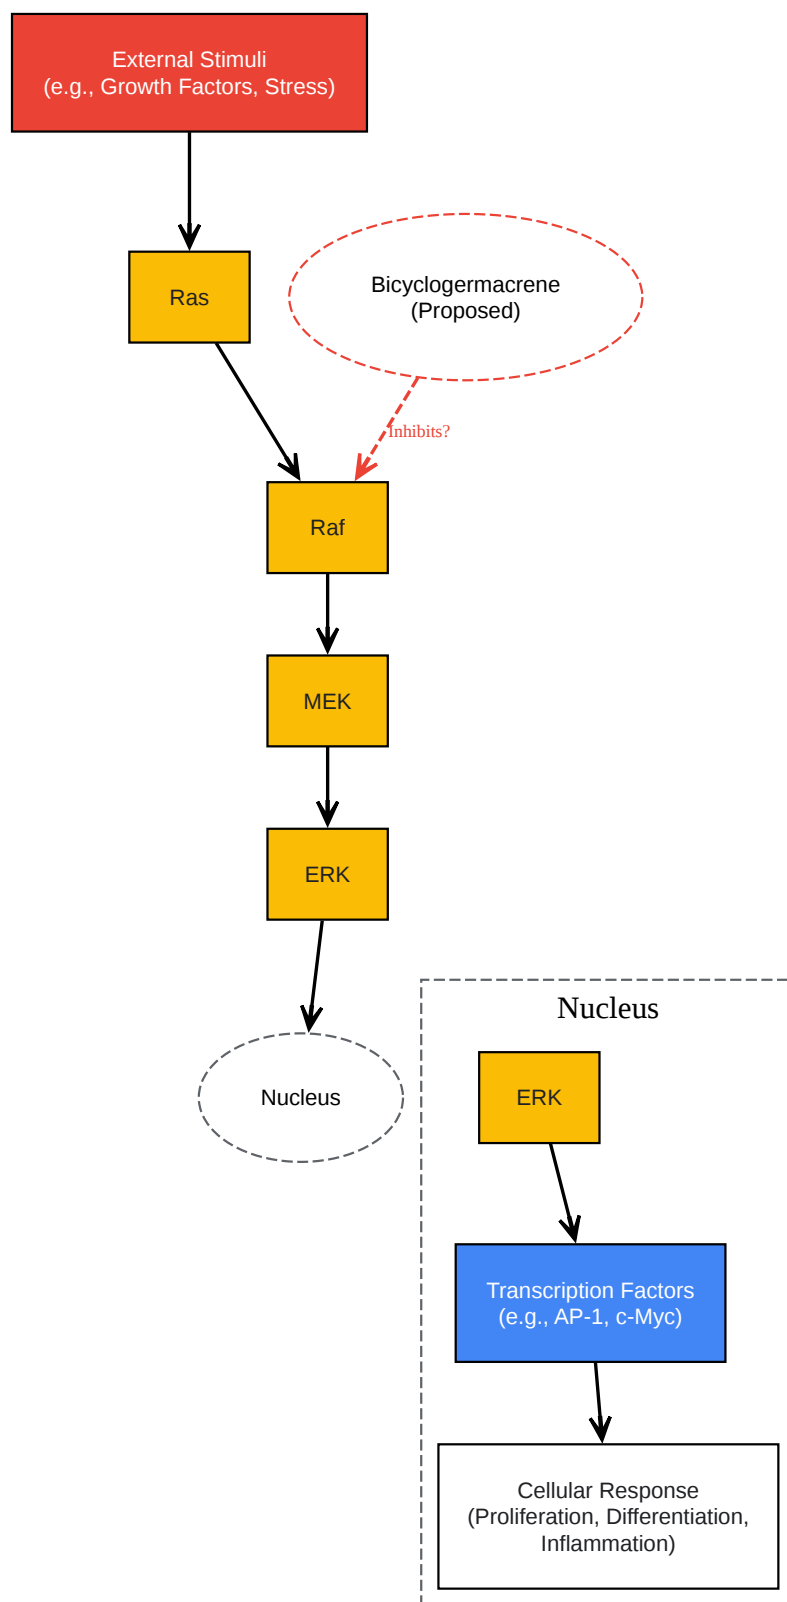 External Stimuli
(e.g., Growth Factors, Stress)
Ras
Bicyclogermacrene
(Proposed)
Inhibits?
Raf
MEK
ERK
Nucleus
Nucleus
ERK
Transcription Factors
(e.g., AP-1, c-Myc)
Cellular Response
(Proliferation, Differentiation,
Inflammation)